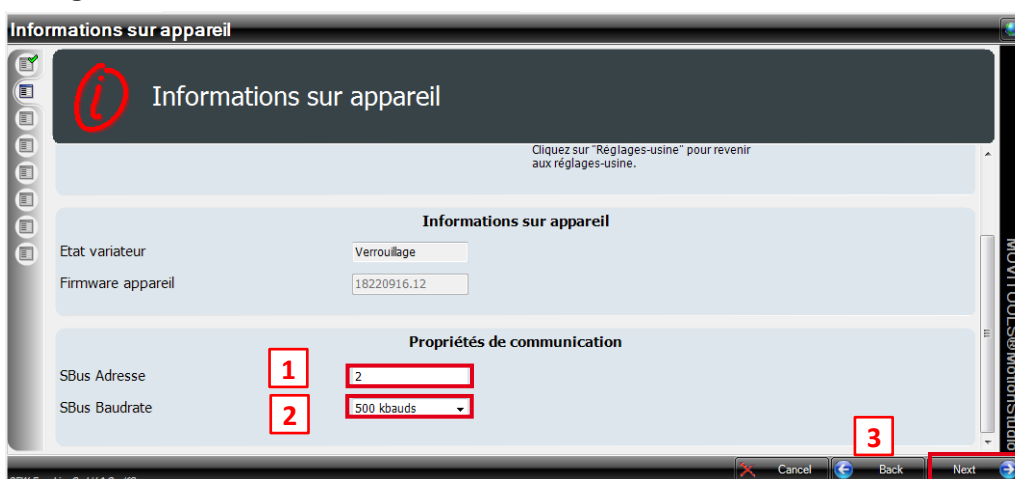 Informations sur appareil
Informations sur appareil
Cliquez sur "Réglages-usine" pour revenir
aux réglages-usine.
Informations sur appareil
Etat variateur
Verrouillage
Firmware appareil
18220916.12
Propriétés de communication
SBus Adresse
1
2
SBus Baudrate
2
500 kbauds
3
Cancel
Back
Next
MOVITOOLS®MotionStudio